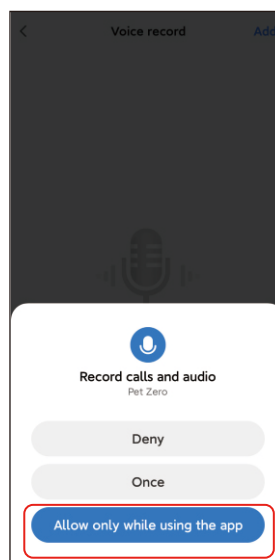 Voice record Add
Record calls and audio
Pet Zero
Deny
Once
Allow only while using the app